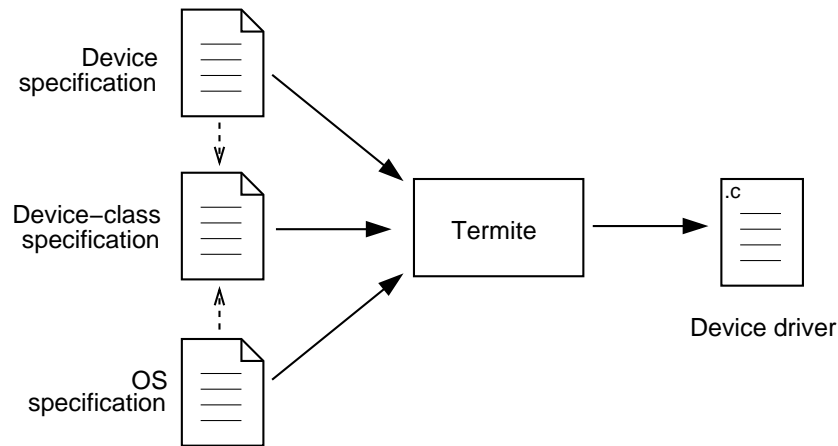 Device
specification
Device−class
specification
OS
specification
Termite
.c
Device driver